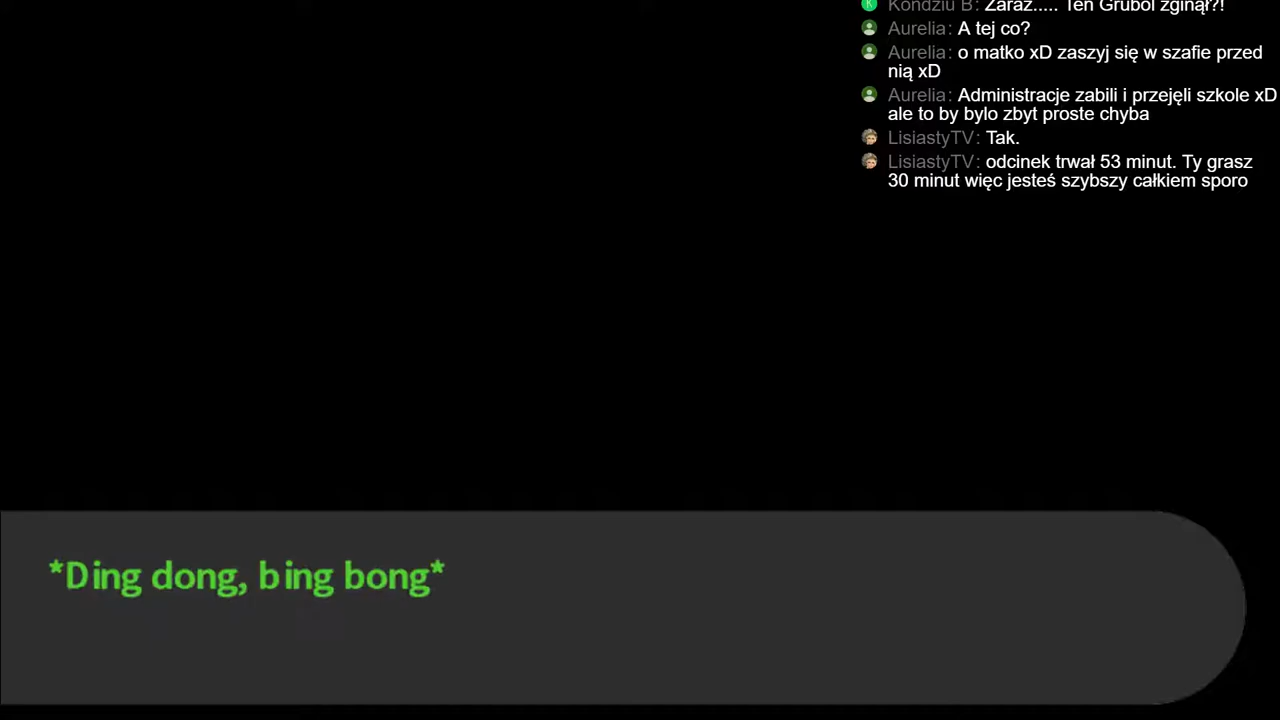 Kondziu B: Zaraz..... Ten Grubol zginął?!
Aurelia: A tej co?
Aurelia: o matko xD zaszyj się w szafie przed
nią xD
Aurelia: Administracje zabili i przejęli szkole xD
ale to by bylo zbyt proste chyba
LisiastyTV: Tak.
LisiastyTV: odcinek trwał 53 minut. Ty grasz
30 minut więc jesteś szybszy całkiem sporo
*Ding dong, bing bong*